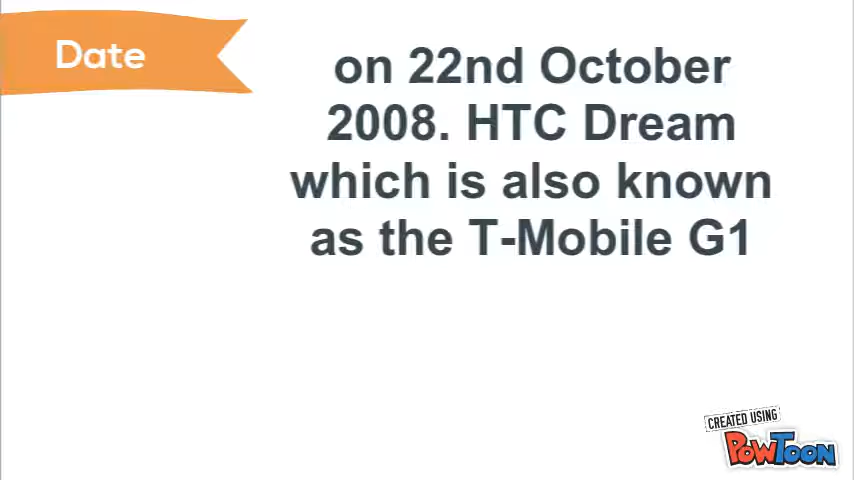 Date
on 22nd October
2008. HTC Dream
which is also known
as the T-Mobile G1
CREATED USING
POWTOON